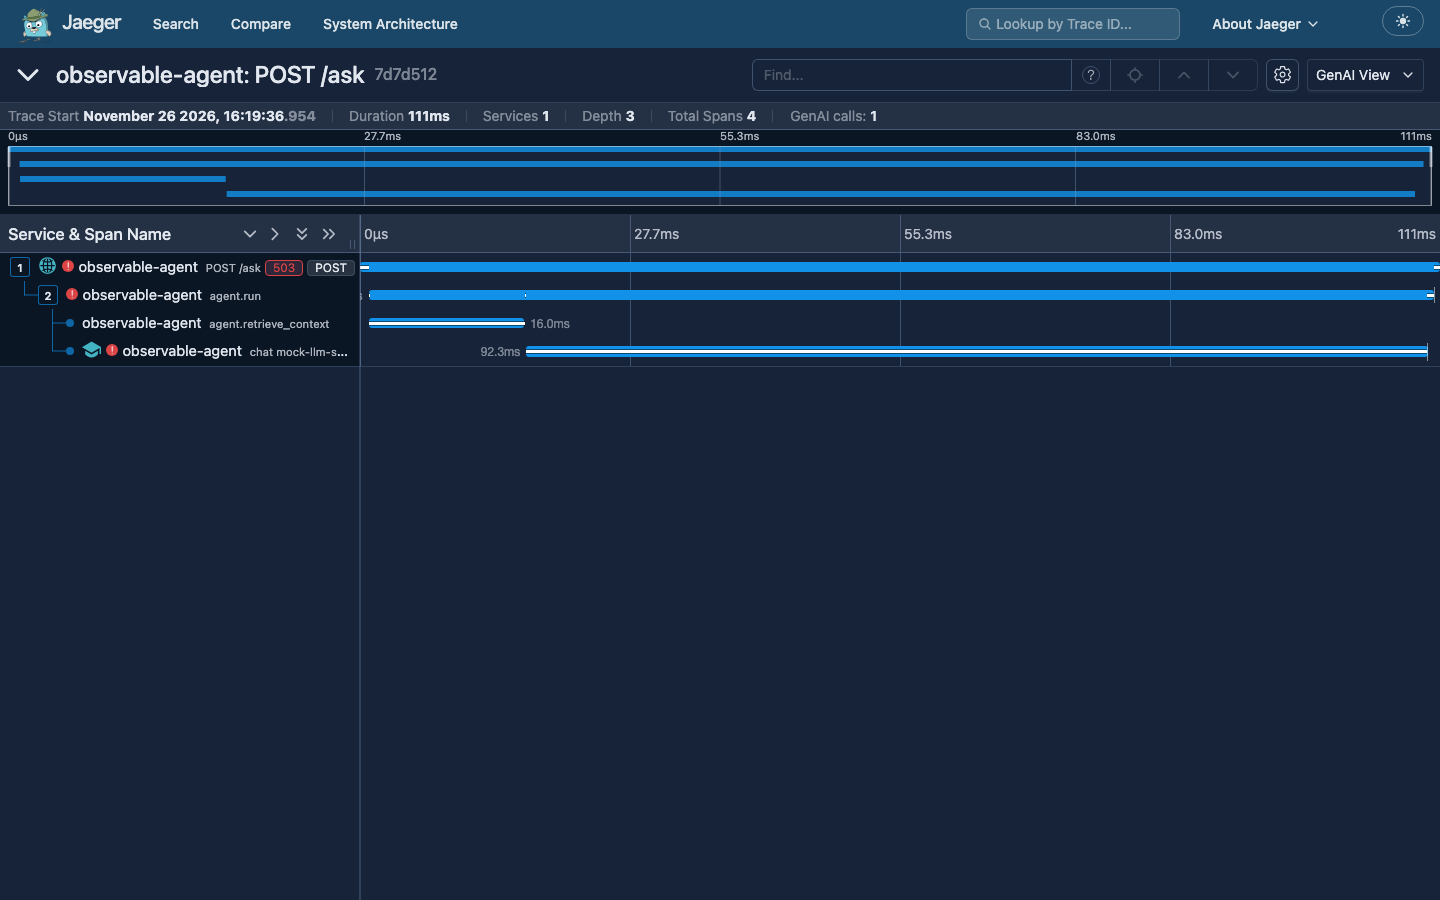 Jaeger Search Compare System Architecture Lookup by Trace ID... About Jaeger
observable-agent: POST /ask 7d7d512 Find... ? GenAI View
Trace Start November 26 2026, 16:19:36.954 Duration 111ms Services 1 Depth 3 Total Spans 4 GenAI calls: 1
0μs 27.7ms 55.3ms 83.0ms 111ms
Service & Span Name 0μs 27.7ms 55.3ms 83.0ms 111ms
1 observable-agent POST /ask 503 POST
2 observable-agent agent.run
observable-agent agent.retrieve_context 16.0ms
observable-agent chat mock-llm-s... 92.3ms